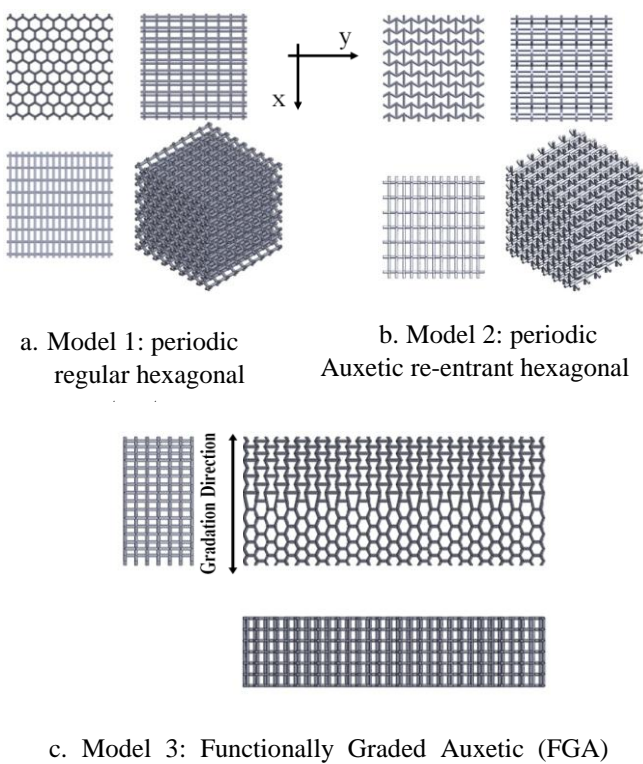 y
x
a. Model 1: periodic
regular hexagonal
b. Model 2: periodic
Auxetic re-entrant hexagonal
Gradation Direction
c. Model 3: Functionally Graded Auxetic (FGA)